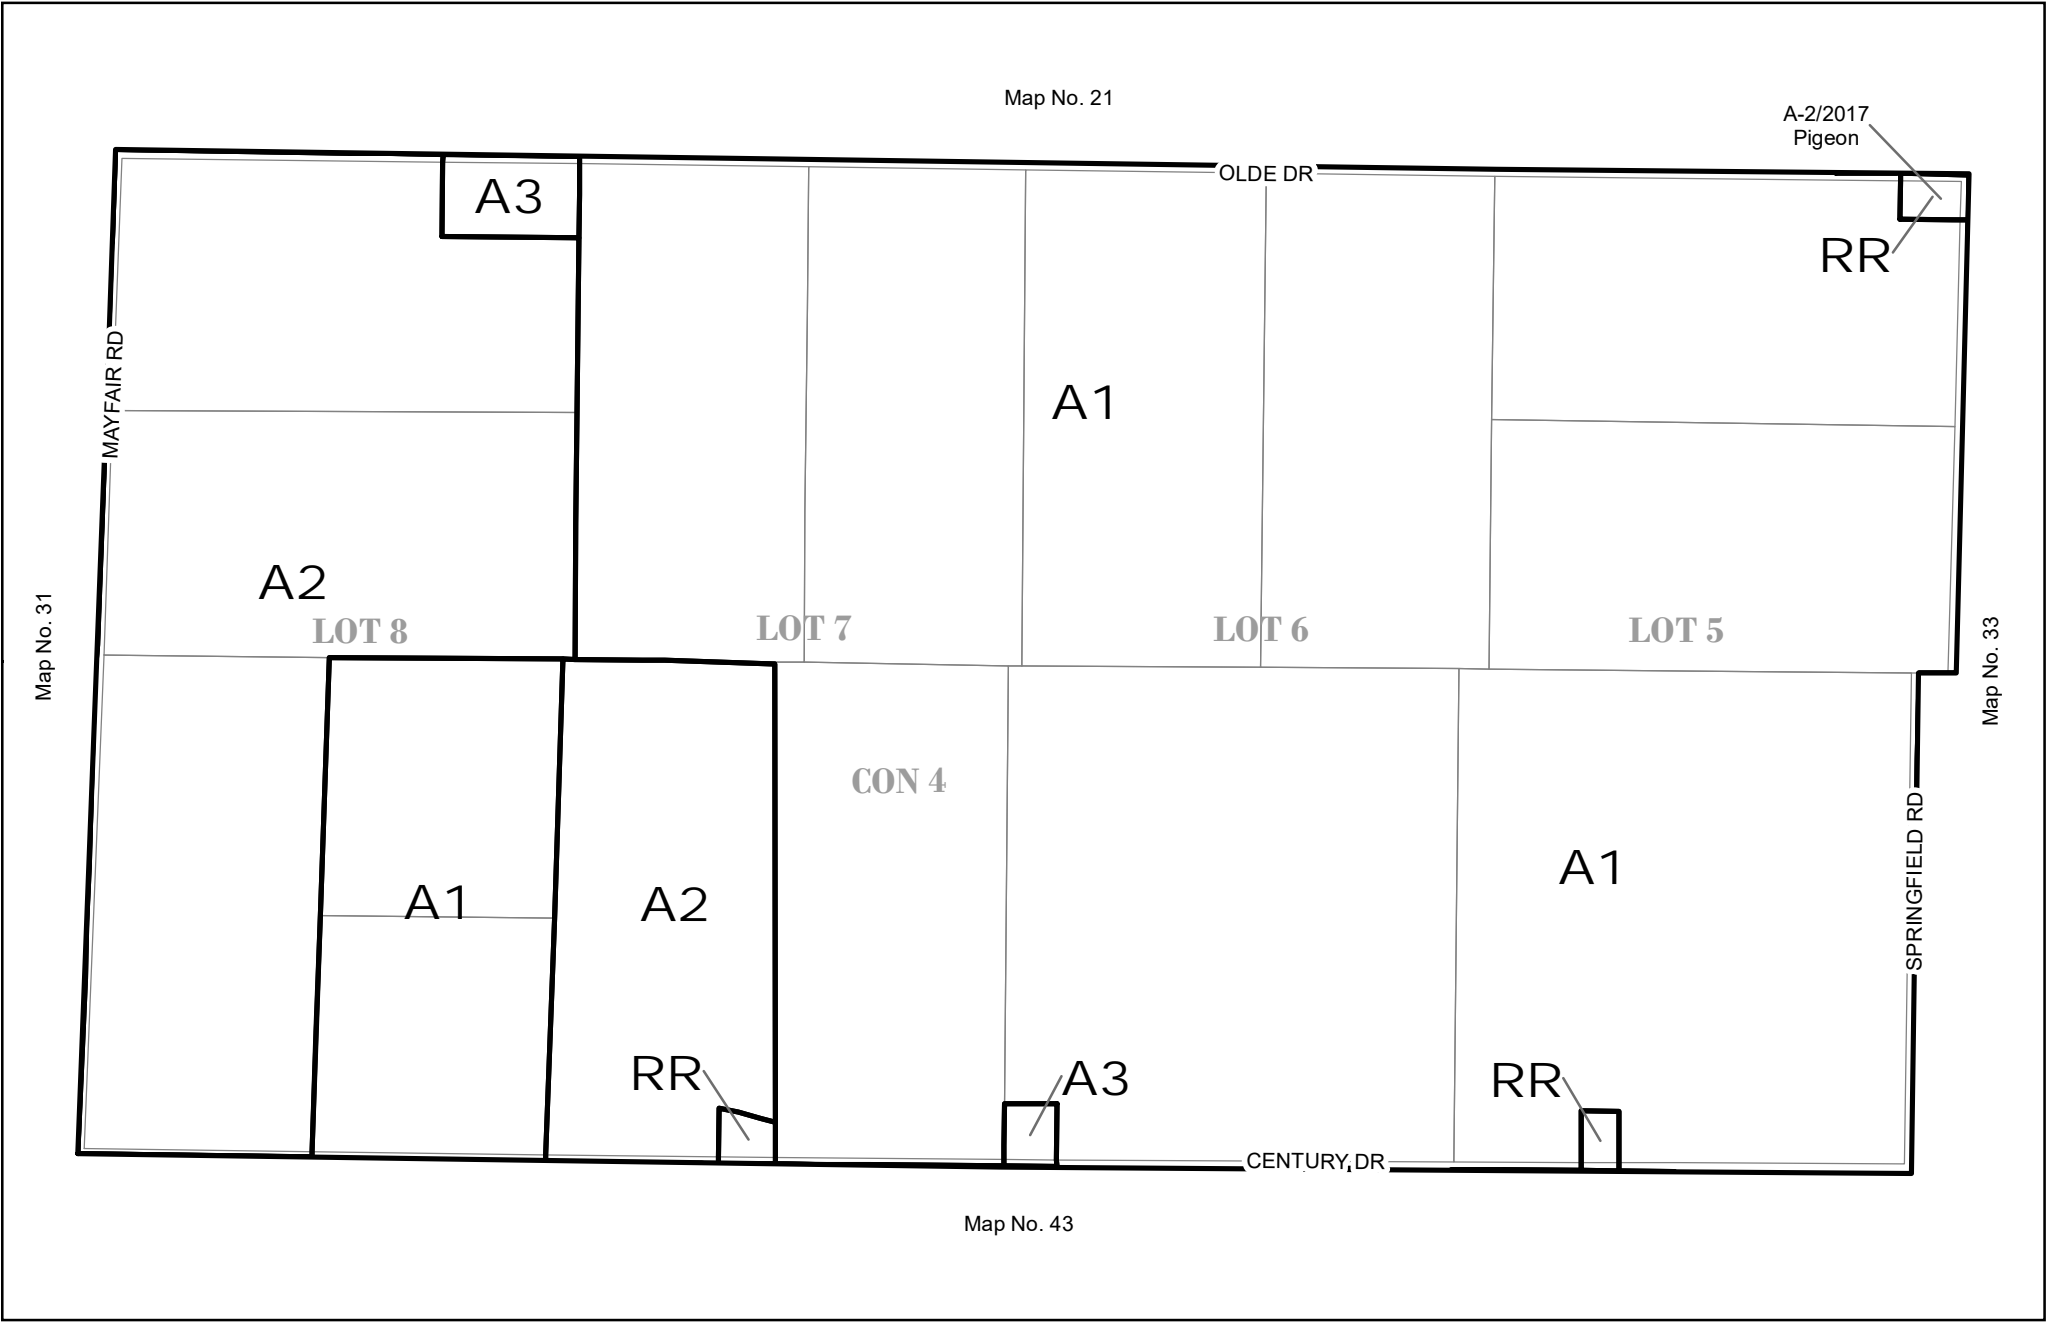 Map No. 21
A-2/2017
Pigeon
OLDE DR
A3
RR
MAYFAIR RD
A1
A2
LOT 8
LOT 7
LOT 6
LOT 5
Map No. 31
Map No. 33
CON 4
A1
A2
A1
SPRINGFIELD RD
RR
A3
RR
CENTURY DR
Map No. 43